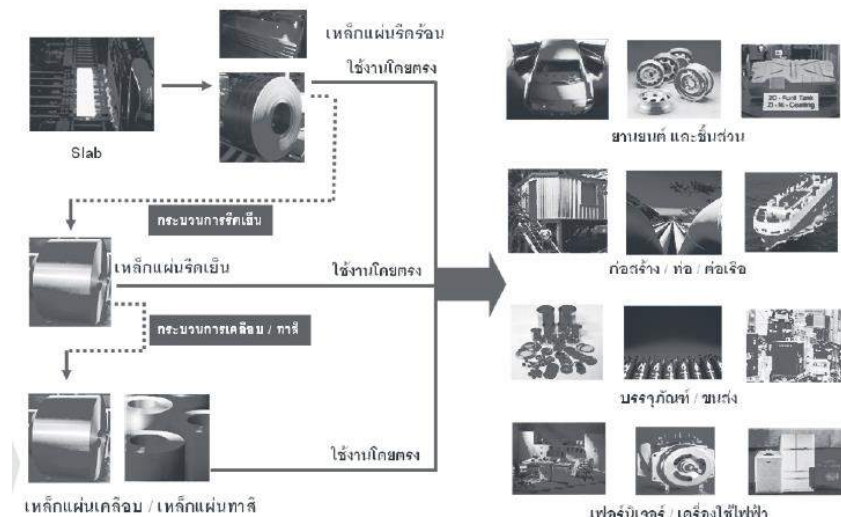 เหล็กแผ่นรีดร้อน
ใช้งานโดยตรง
Slab
กระบวนการรีดเย็น
เหล็กแผ่นรีดเย็น
ใช้งานโดยตรง
กระบวนการเคลือบ / ทาสี
ใช้งานโดยตรง
เหล็กแผ่นเคลือบ / เหล็กแผ่นทาสี
ยานยนต์ และชิ้นส่วน
ก่อสร้าง / ท่อ / ต่อเรือ
บรรจุภัณฑ์ / ขนส่ง
เฟอร์นิเจอร์ / เครื่องใช้ไฟฟ้า